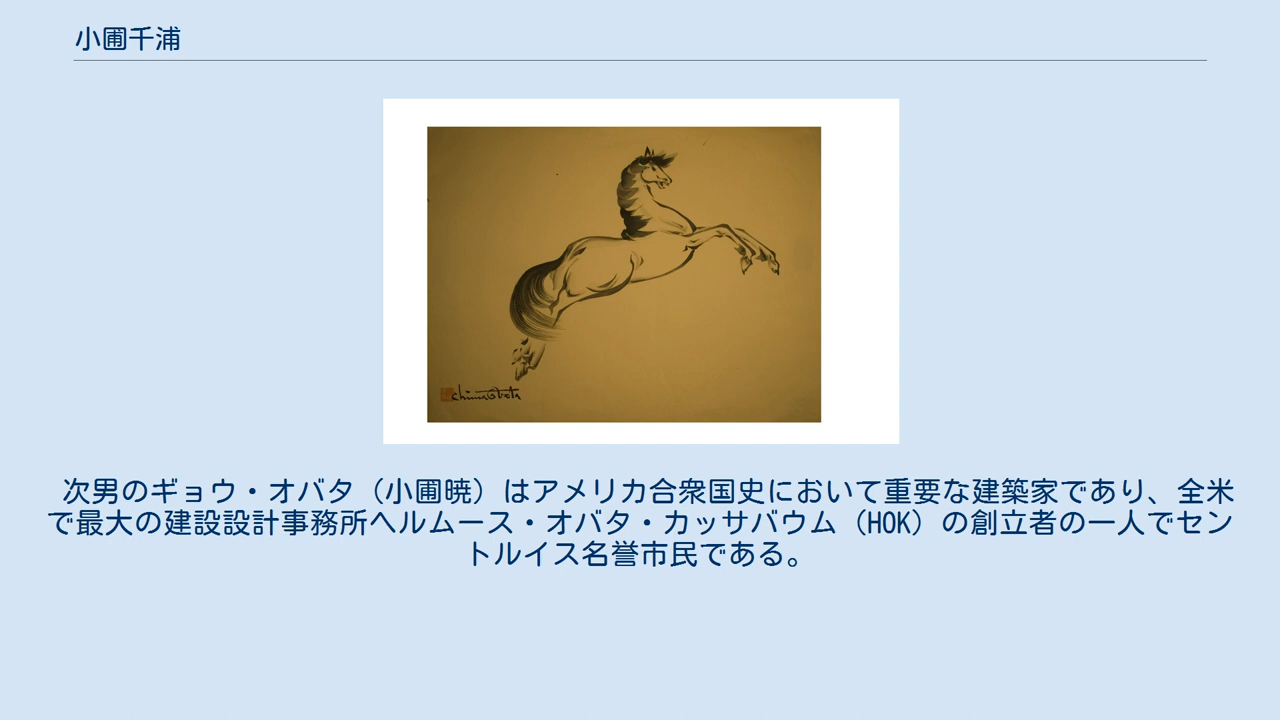 小圃千浦
Chiura Obata
次男のギョウ・オバタ（小圃暁）はアメリカ合衆国史において重要な建築家であり、全米
で最大の建設設計事務所ヘルムース・オバタ・カッサバウム（HOK）の創立者の一人でセン
トルイス名誉市民である。